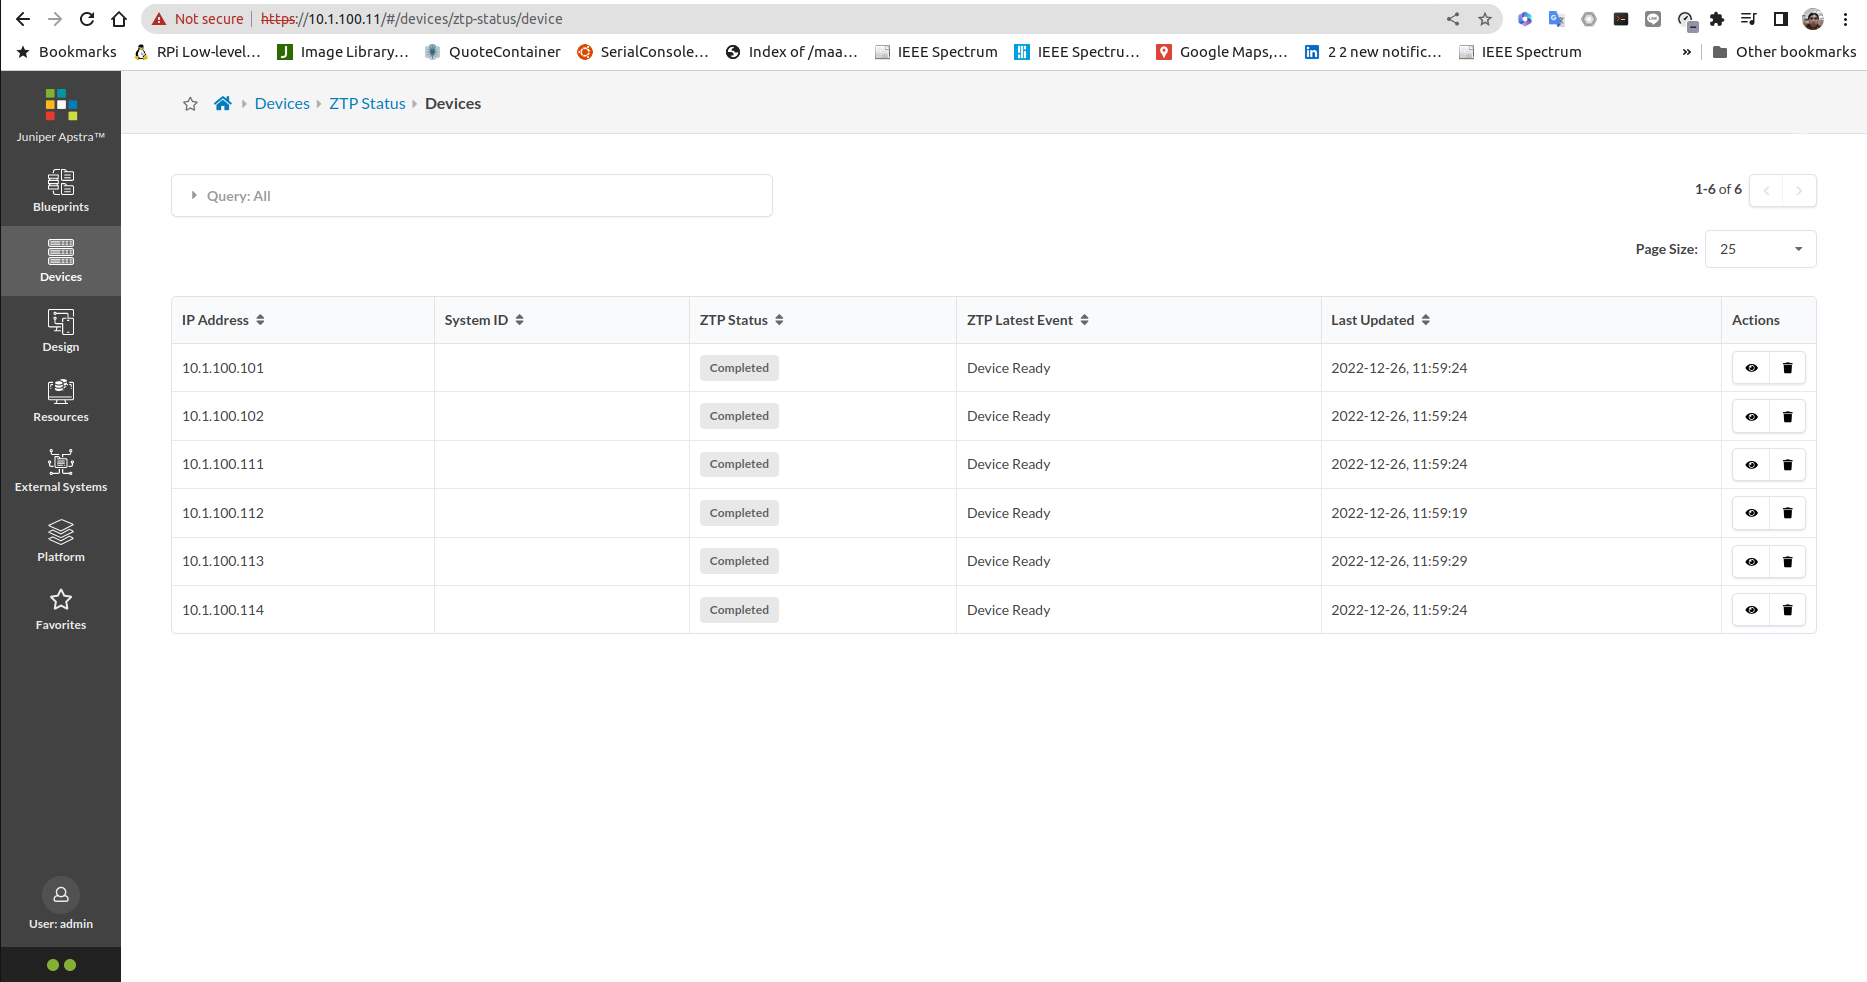 Not secure https://10.1.100.11/#/devices/ztp-status/device
Bookmarks RPi Low-level... Image Library... QuoteContainer SerialConsole... Index of /maa... IEEE Spectrum IEEE Spectru... Google Maps,... 2 2 new notific... IEEE Spectrum » Other bookmarks
Juniper Apstra™
Blueprints
Devices
Design
Resources
External Systems
Platform
Favorites
User: admin
Devices ZTP Status Devices
Query: All
1-6 of 6
Page Size: 25
IP Address System ID ZTP Status ZTP Latest Event Last Updated Actions
10.1.100.101 Completed Device Ready 2022-12-26, 11:59:24
10.1.100.102 Completed Device Ready 2022-12-26, 11:59:24
10.1.100.111 Completed Device Ready 2022-12-26, 11:59:24
10.1.100.112 Completed Device Ready 2022-12-26, 11:59:19
10.1.100.113 Completed Device Ready 2022-12-26, 11:59:29
10.1.100.114 Completed Device Ready 2022-12-26, 11:59:24